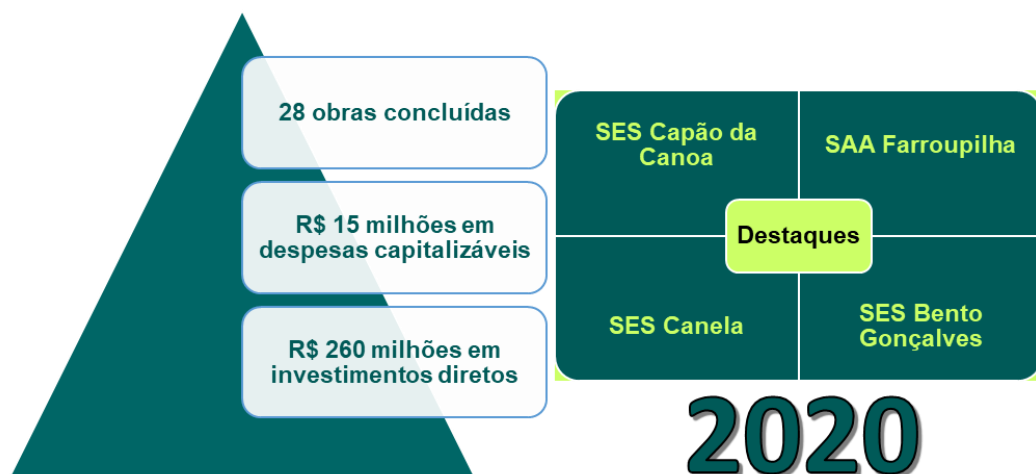 28 obras concluídas
R$ 15 milhões em
despesas capitalizáveis
R$ 260 milhões em
investimentos diretos
SES Capão da
Canoa
SAA Farroupilha
Destaques
SES Canela
SES Bento
Gonçalves
2020